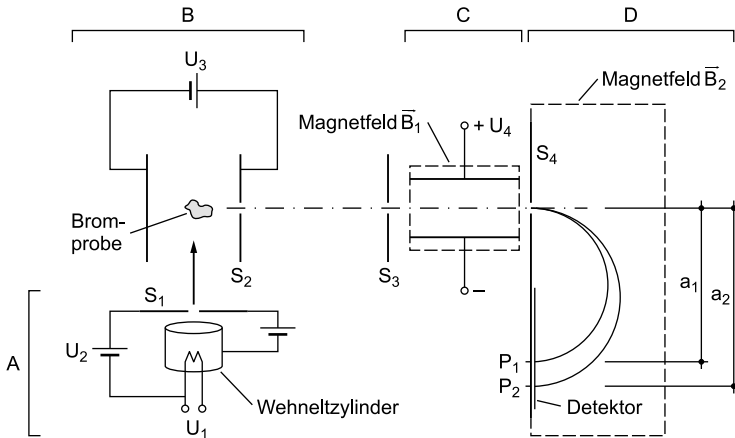 B
C
D
U3
Magnetfeld B⃗2
Magnetfeld B⃗1
+ U4
S4
Brom-
probe
S2
S3
–
a1
a2
A
S1
U2
P1
P2
Wehneltzylinder
Detektor
U1